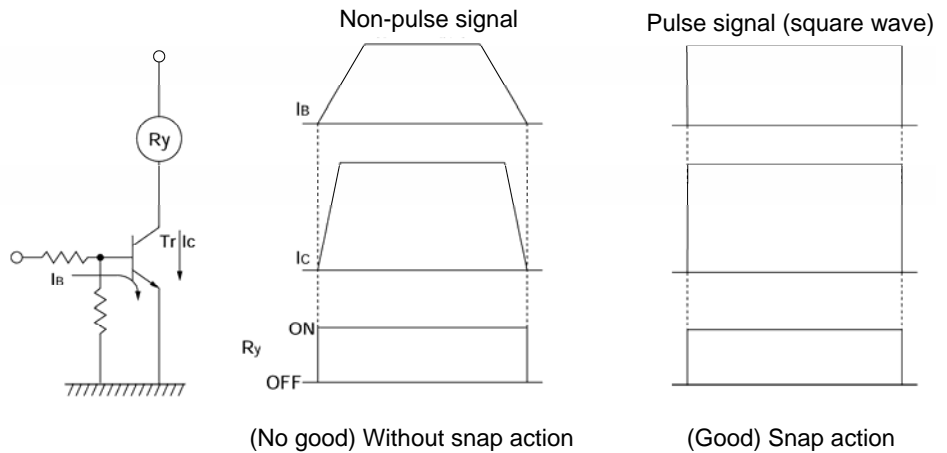 Non-pulse signal
Pulse signal (square wave)
IB
Ry
Tr Ic
IB
IC
ON
Ry
OFF
(No good) Without snap action
(Good) Snap action